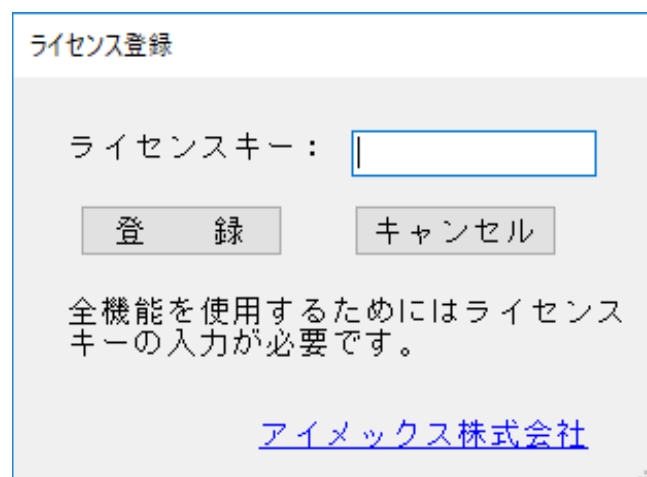 ライセンス登録
ライセンスキー：
登　録　キャンセル
全機能を使用するためにはライセンス
キーの入力が必要です。
アイメックス株式会社